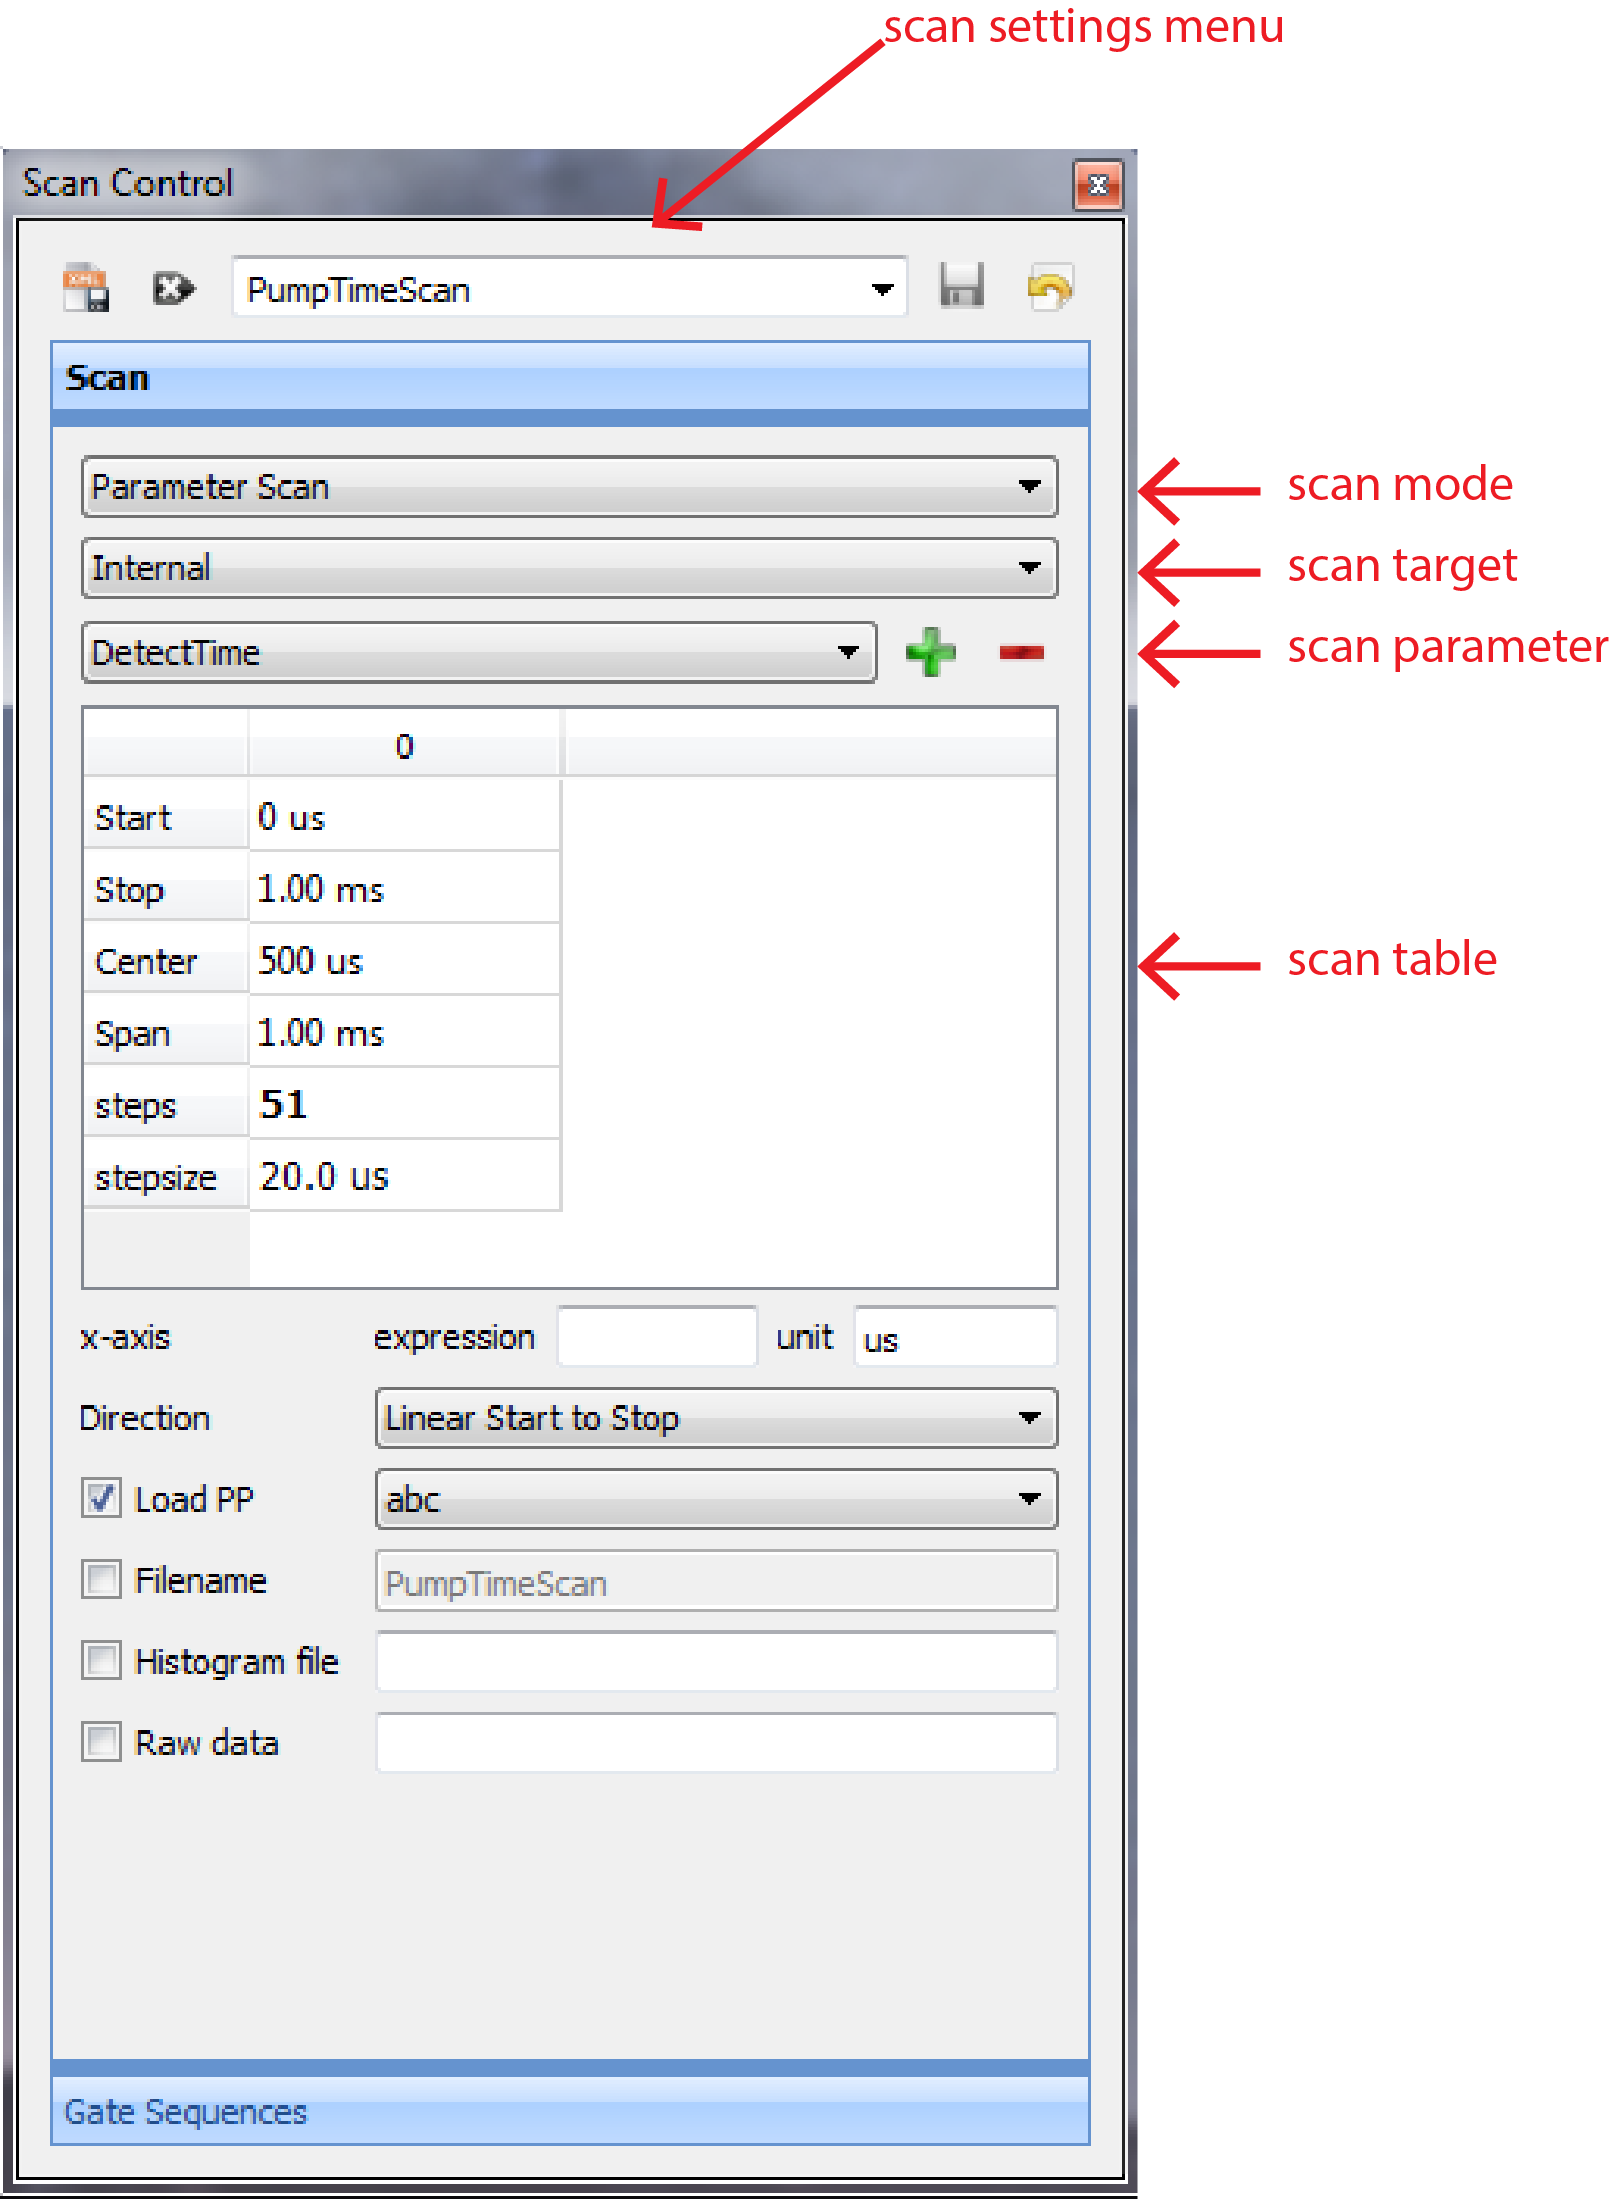 scan settings menu
Scan Control
PumpTimeScan
Scan
Parameter Scan
scan mode
Internal
scan target
DetectTime
scan parameter
0
Start 0 us
Stop 1.00 ms
Center 500 us
scan table
Span 1.00 ms
steps 51
stepsize 20.0 us
x-axis expression unit us
Direction Linear Start to Stop
Load PP abc
Filename PumpTimeScan
Histogram file
Raw data
Gate Sequences